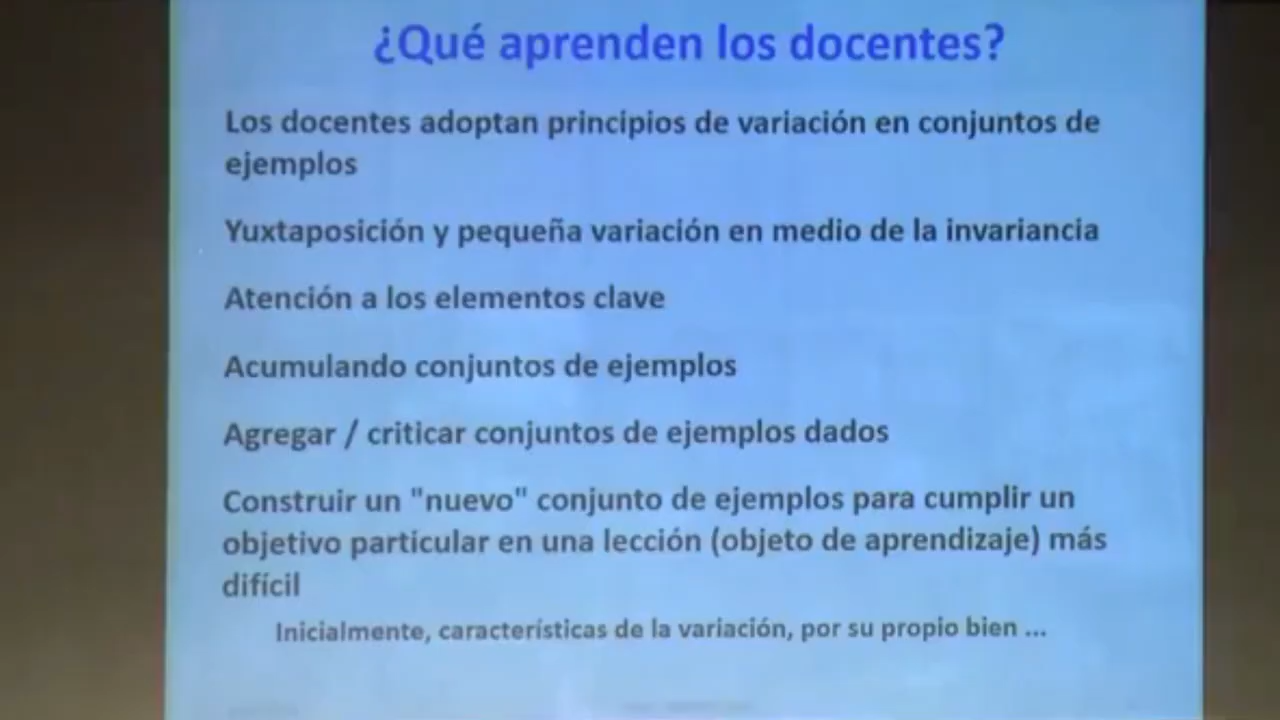 ¿Qué aprenden los docentes?
Los docentes adoptan principios de variación en conjuntos de
ejemplos
Yuxtaposición y pequeña variación en medio de la invariancia
Atención a los elementos clave
Acumulando conjuntos de ejemplos
Agregar / criticar conjuntos de ejemplos dados
Construir un "nuevo" conjunto de ejemplos para cumplir un
objetivo particular en una lección (objeto de aprendizaje) más
difícil
Inicialmente, características de la variación, por su propio bien ...